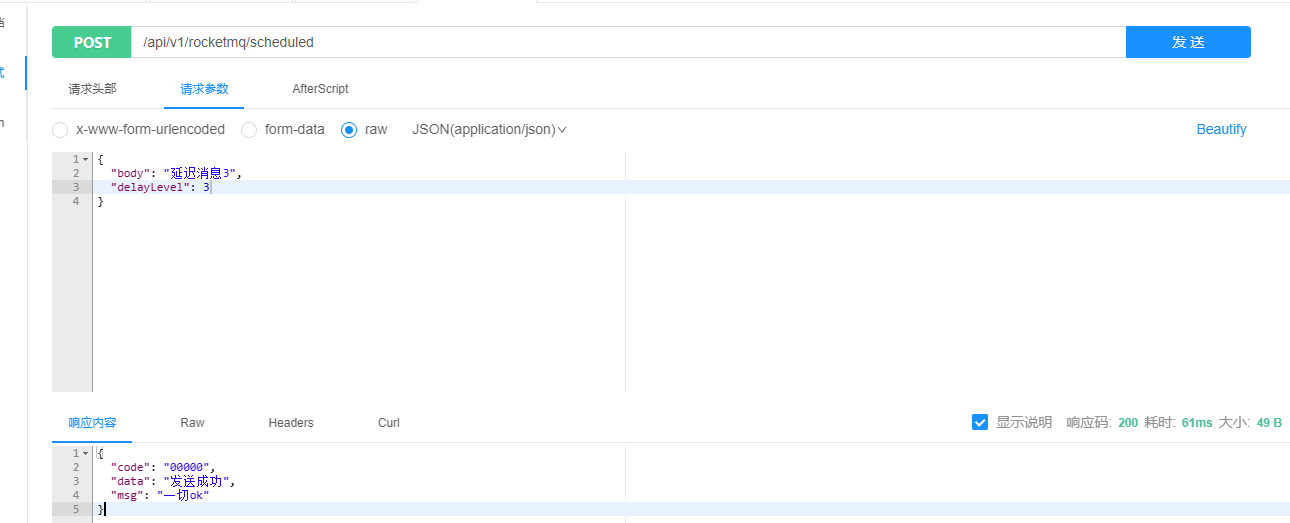 POST /api/v1/rocketmq/scheduled 发 送
请求头部 请求参数 AfterScript
x-www-form-urlencoded form-data raw JSON(application/json) Beautify
1 {
2 "body": "延迟消息3",
3 "delayLevel": 3
4 }
响应内容 Raw Headers Curl 显示说明 响应码: 200 耗时: 61ms 大小: 49 B
1 {
2 "code": "00000",
3 "data": "发送成功",
4 "msg": "一切ok"
5 }